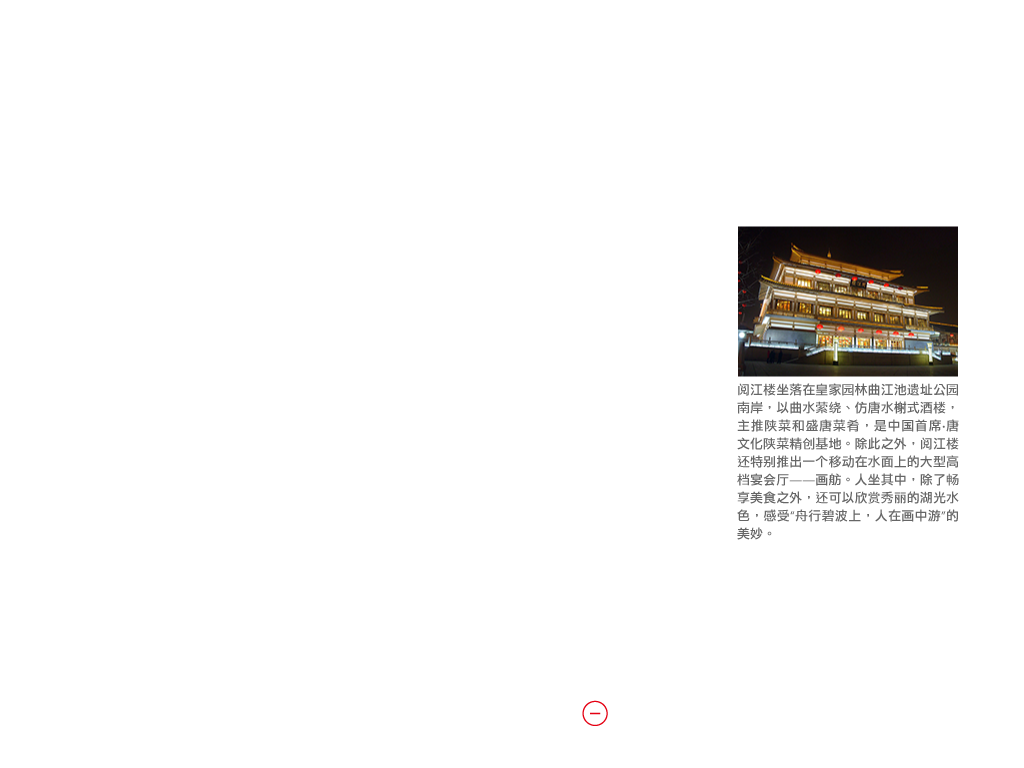 阅江楼坐落在皇家园林曲江池遗址公园
南岸，以曲水萦绕、仿唐水榭式酒楼，
主推陕菜和盛唐菜肴，是中国首席·唐
文化陕菜精创基地。除此之外，阅江楼
还特别推出一个移动在水面上的大型高
档宴会厅——画舫。人坐其中，除了畅
享美食之外，还可以欣赏秀丽的湖光水
色，感受“舟行碧波上，人在画中游”的
美妙。